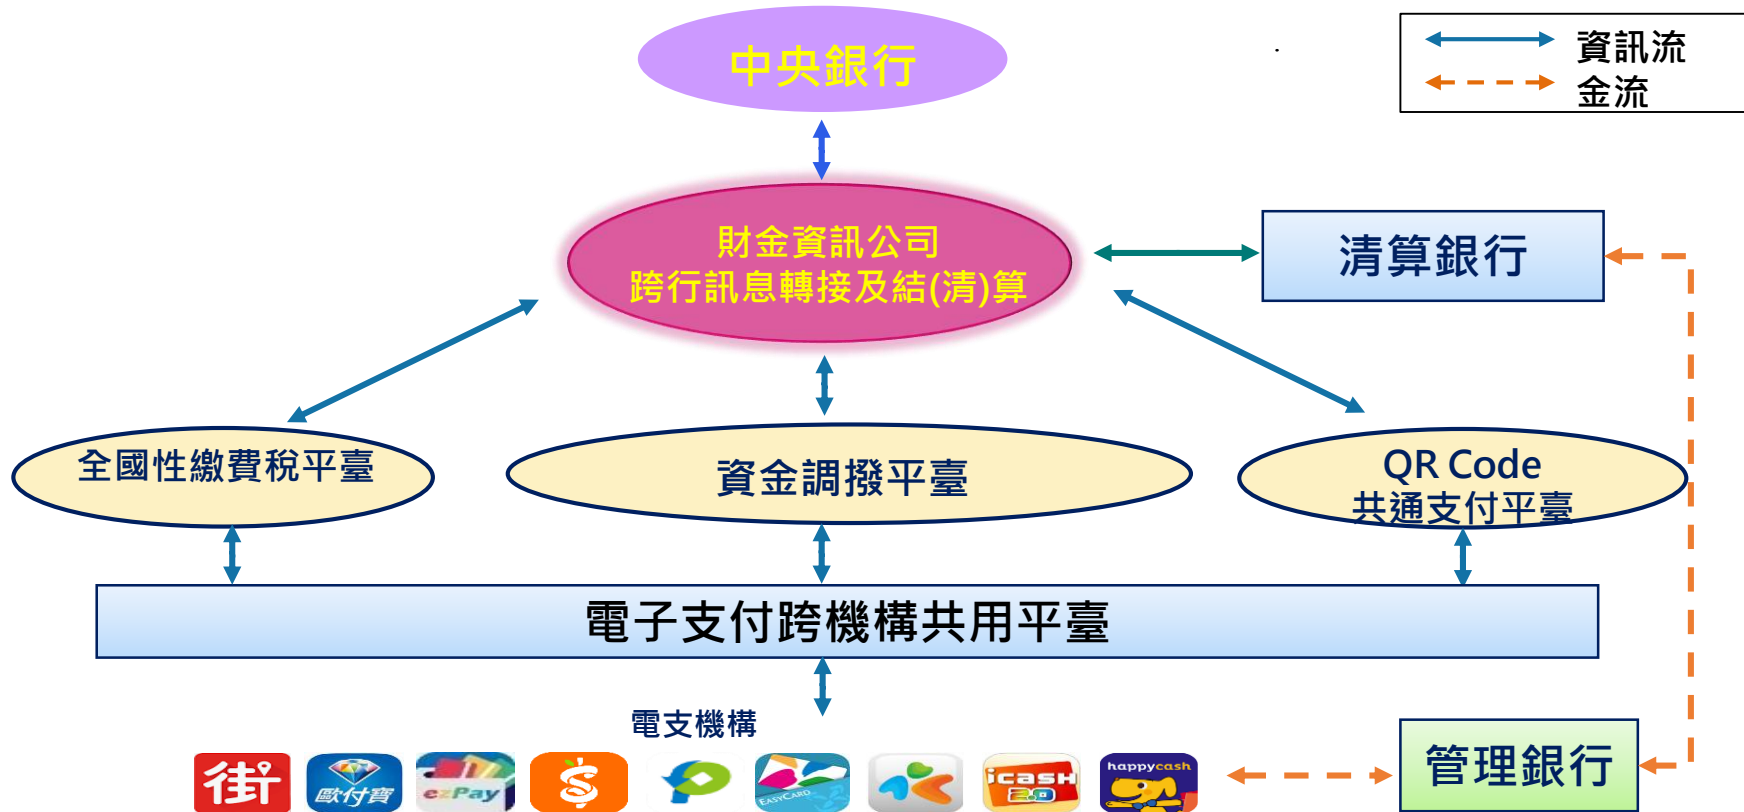 中央銀行
資訊流
金流
財金資訊公司
跨行訊息轉接及結(清)算
清算銀行
全國性繳費稅平臺
資金調撥平臺
QR Code
共通支付平臺
電子支付跨機構共用平臺
電支機構
街
歐付寶
ezPay
EASYCARD
icash
2.0
happycash
管理銀行